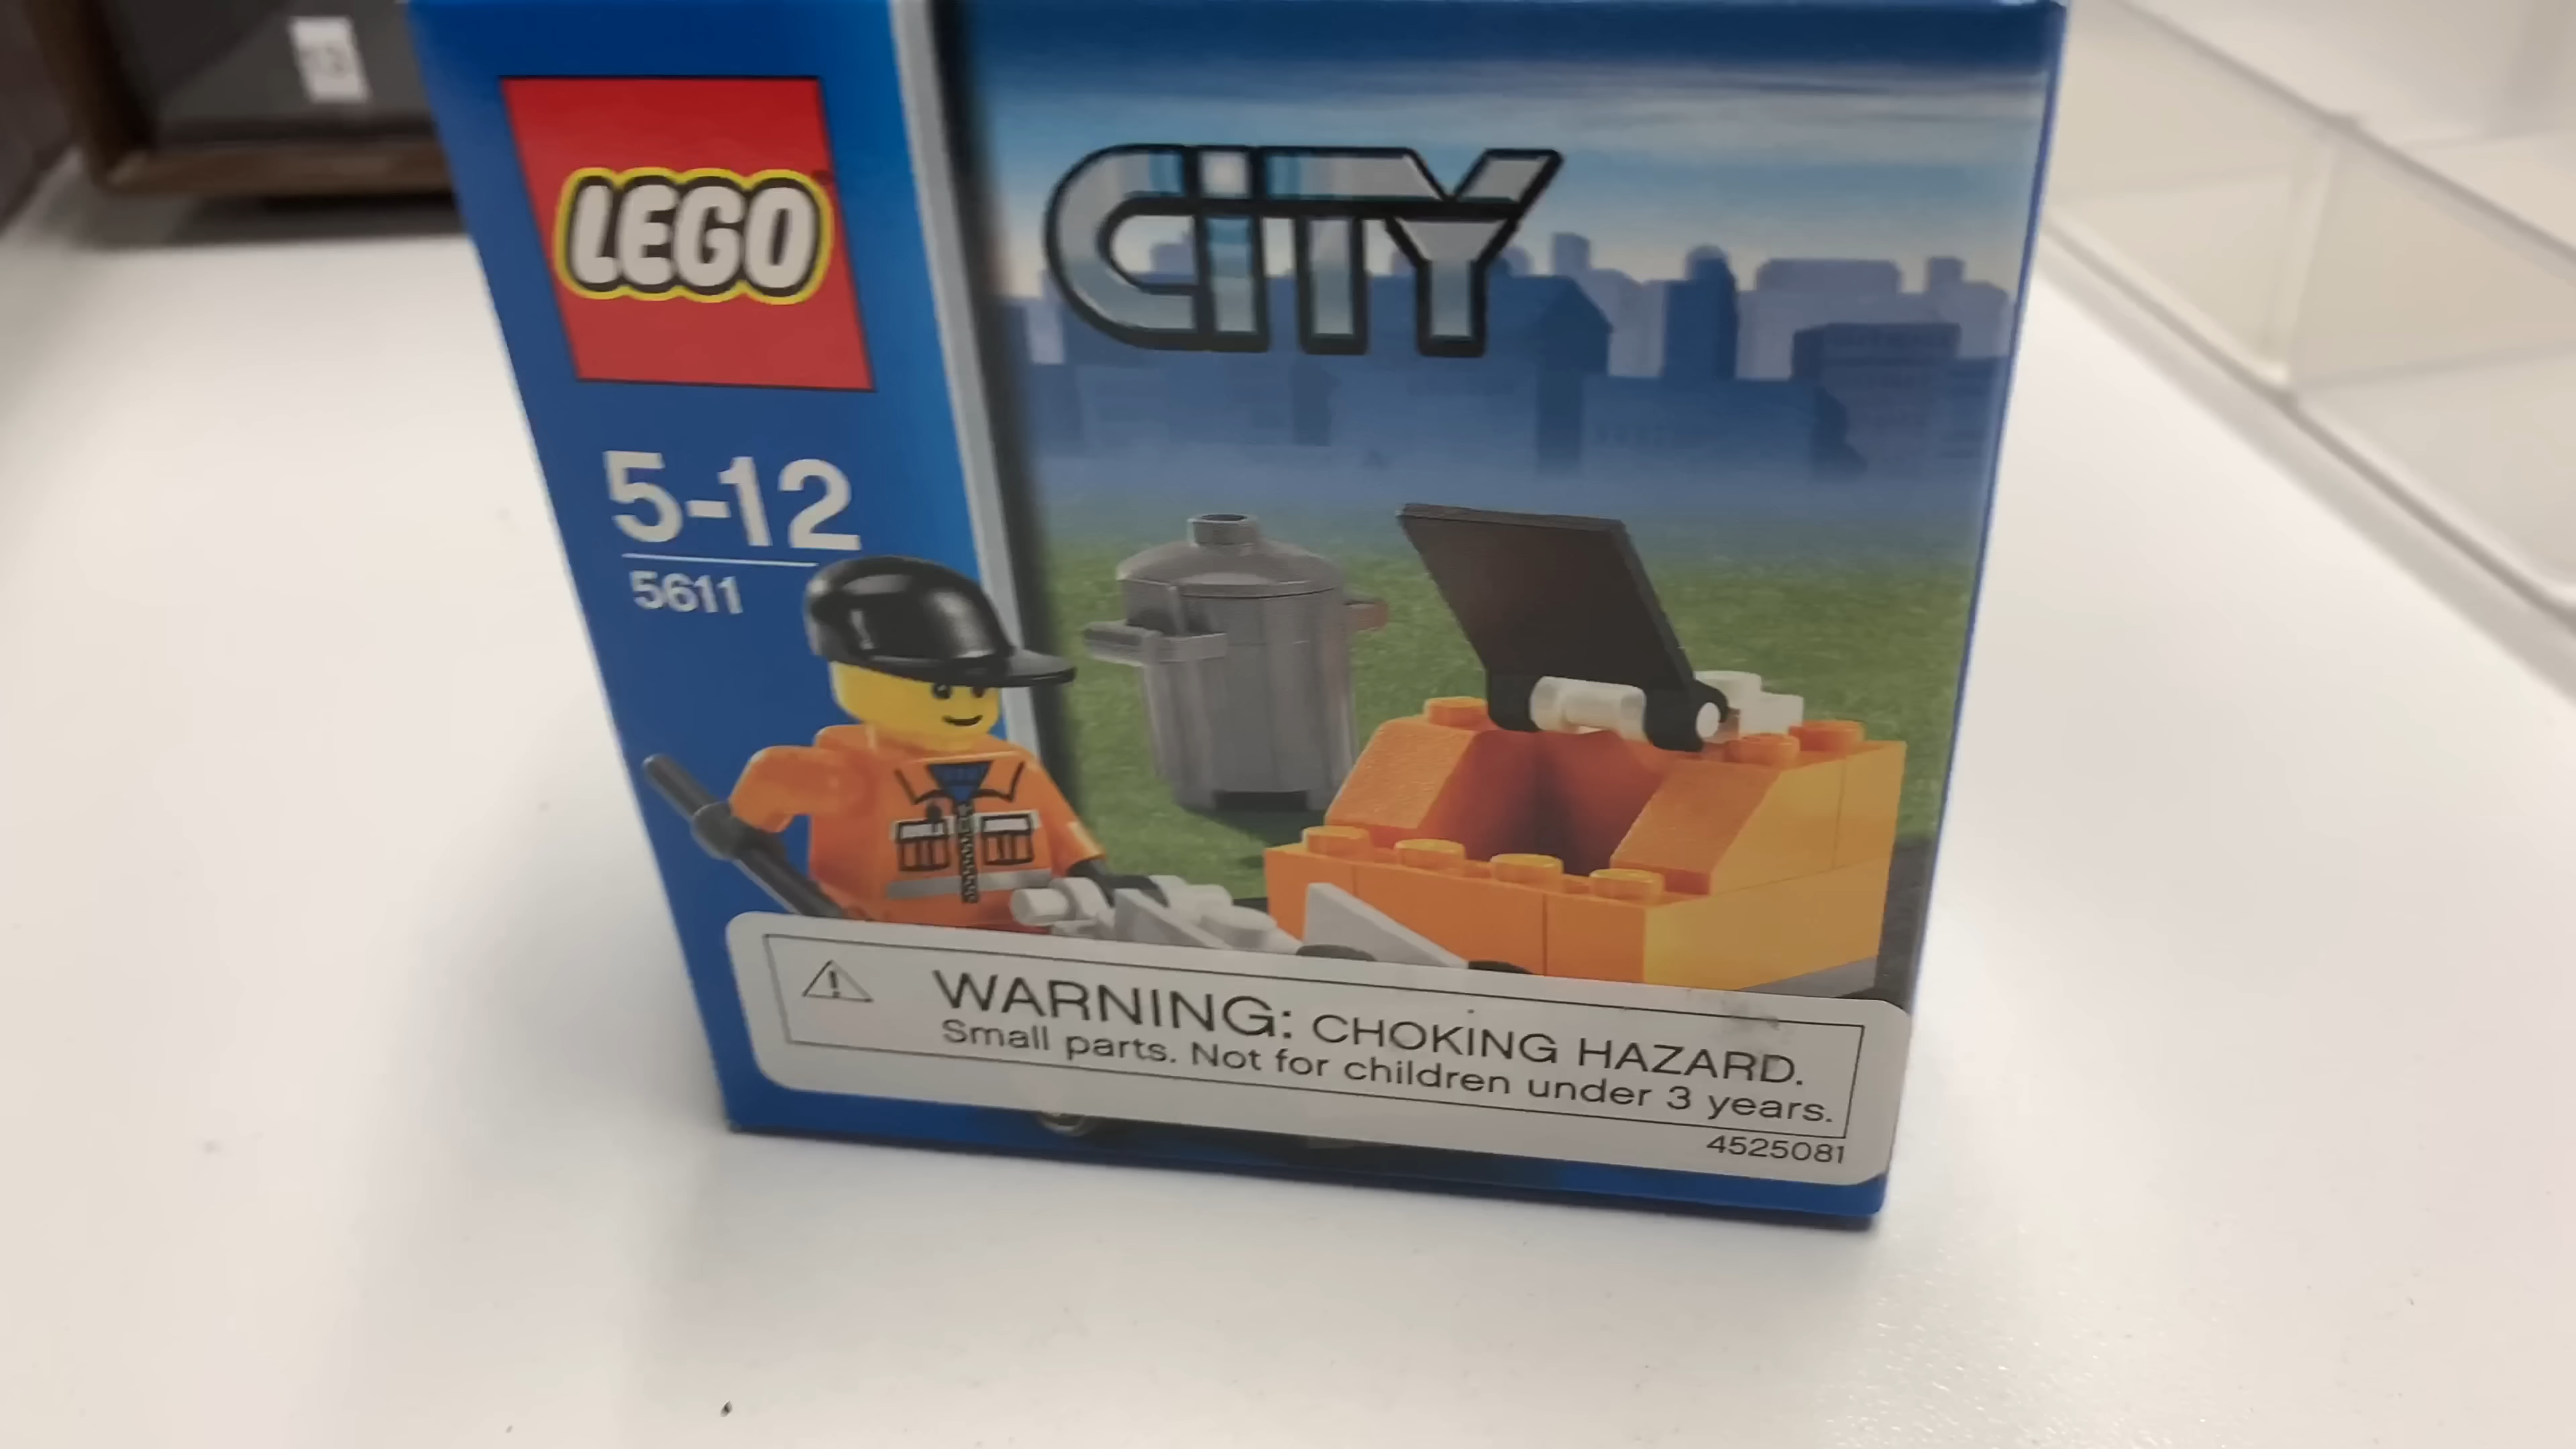 LEGO
CiTY
5-12
5611
WARNING: CHOKING HAZARD.
Small parts. Not for children under 3 years.
4525081